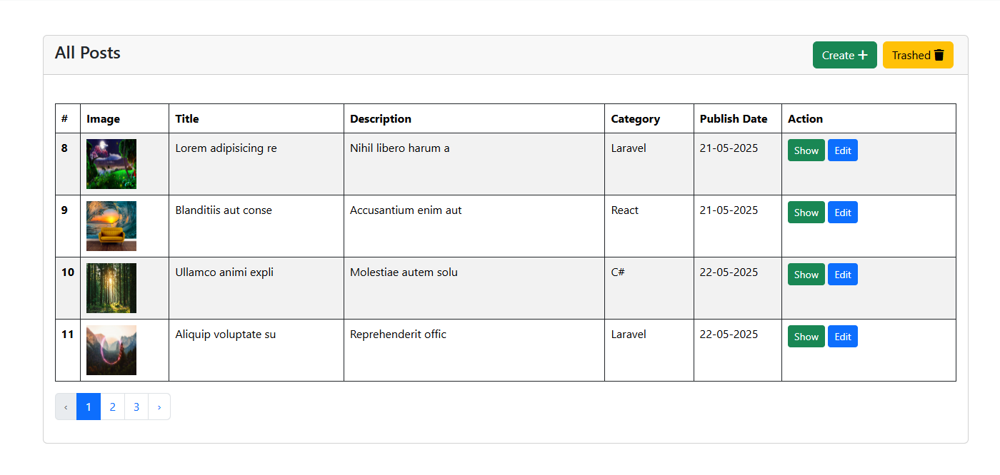 All Posts
Create +
Trashed
# Image Title Description Category Publish Date Action
8 Lorem adipisicing re Nihil libero harum a Laravel 21-05-2025 Show Edit
9 Blanditiis aut conse Accusantium enim aut React 21-05-2025 Show Edit
10 Ullamco animi expli Molestiae autem solu C# 22-05-2025 Show Edit
11 Aliquip voluptate su Reprehenderit offic Laravel 22-05-2025 Show Edit
‹ 1 2 3 ›